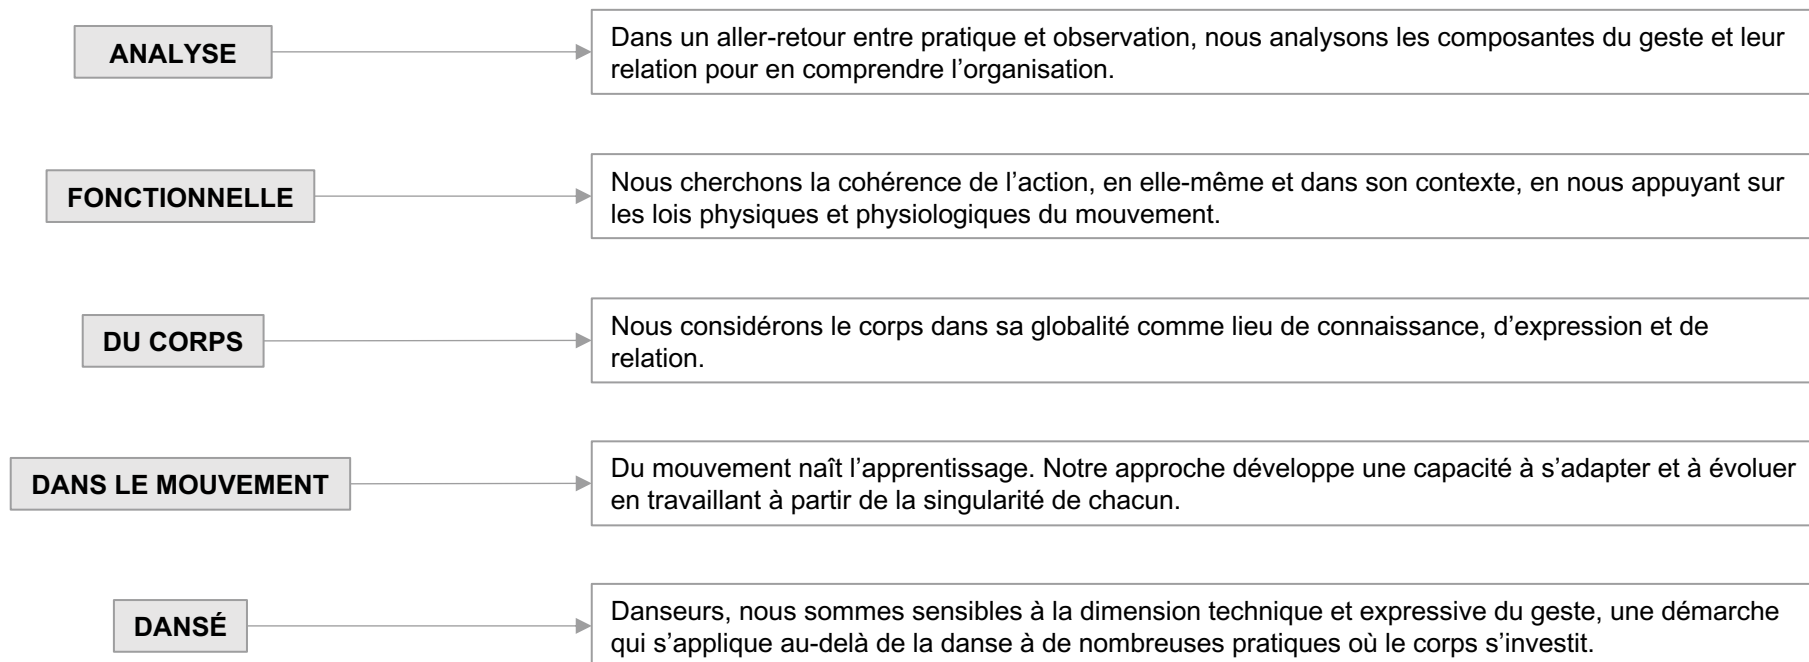 ANALYSE
Dans un aller-retour entre pratique et observation, nous analysons les composantes du geste et leur
relation pour en comprendre l’organisation.
FONCTIONNELLE
Nous cherchons la cohérence de l’action, en elle-même et dans son contexte, en nous appuyant sur
les lois physiques et physiologiques du mouvement.
DU CORPS
Nous considérons le corps dans sa globalité comme lieu de connaissance, d’expression et de
relation.
DANS LE MOUVEMENT
Du mouvement naît l’apprentissage. Notre approche développe une capacité à s’adapter et à évoluer
en travaillant à partir de la singularité de chacun.
DANSÉ
Danseurs, nous sommes sensibles à la dimension technique et expressive du geste, une démarche
qui s’applique au-delà de la danse à de nombreuses pratiques où le corps s’investit.